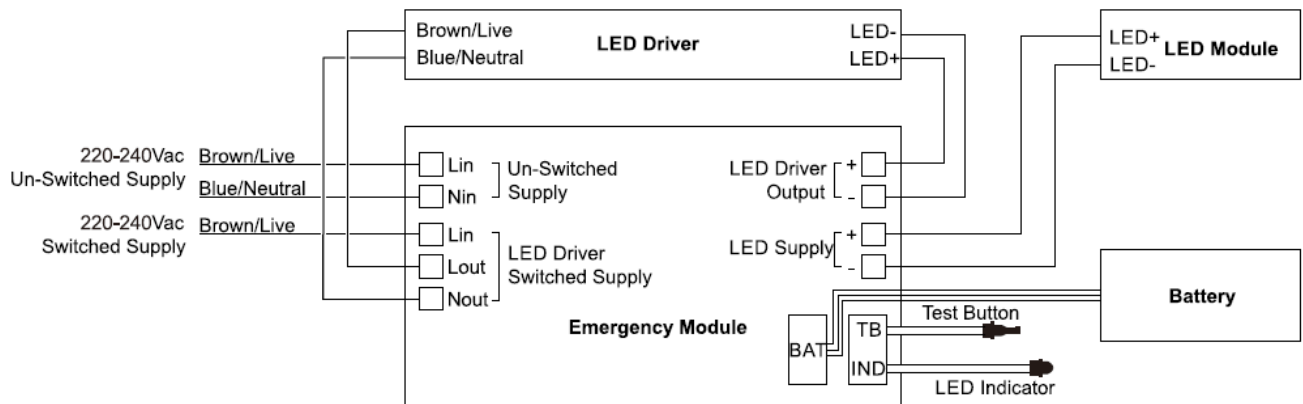 Brown/Live
Blue/Neutral
LED Driver
LED-
LED+
LED+
LED-
LED Module
220-240Vac
Un-Switched Supply
Brown/Live
Blue/Neutral
220-240Vac
Switched Supply
Brown/Live
Lin
Nin
Un-Switched
Supply
Lin
Lout
Nout
LED Driver
Switched Supply
LED Driver
Output
+
-
LED Supply
+
-
Emergency Module
BAT
TB
IND
Test Button
LED Indicator
Battery